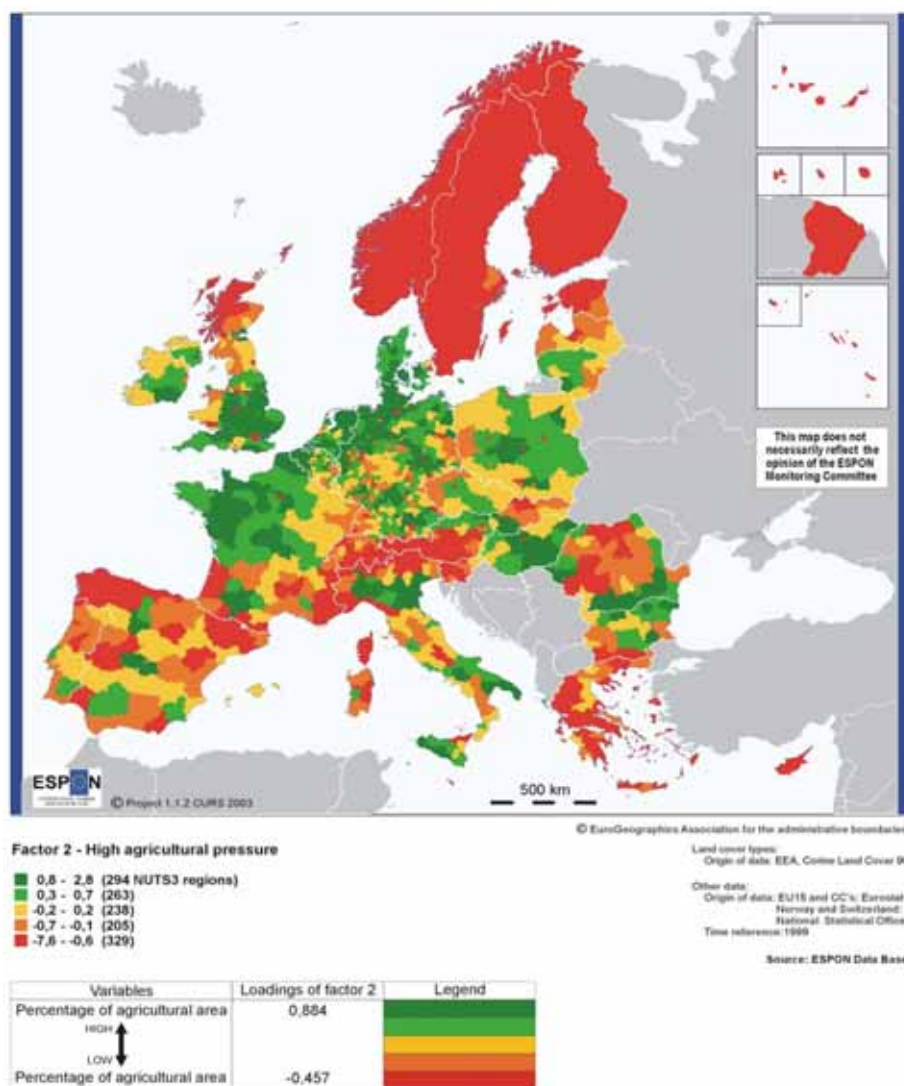 This map does not
necessarily reflect the
opinion of the ESPON
Monitoring Committee
ESPON
© Project 1.1.2 CURS 2003
500 km
© EuroGeographics Association for the administrative boundaries
Factor 2 - High agricultural pressure
0,8 - 2,8 (294 NUTS3 regions)
0,3 - 0,7 (263)
-0,2 - 0,2 (238)
-0,7 - -0,1 (205)
-7,6 - -0,6 (329)
Land cover types:
Origin of data: EEA, Corine Land Cover
Other data:
Origin of data: EU15 and CC's: Eurostat
Norway and Switzerland:
National Statistical Office
Time reference: 1999
Source: ESPON Data Base
Variables Loadings of factor 2 Legend
Percentage of agricultural area 0,884
HIGH
LOW
Percentage of agricultural area -0,457